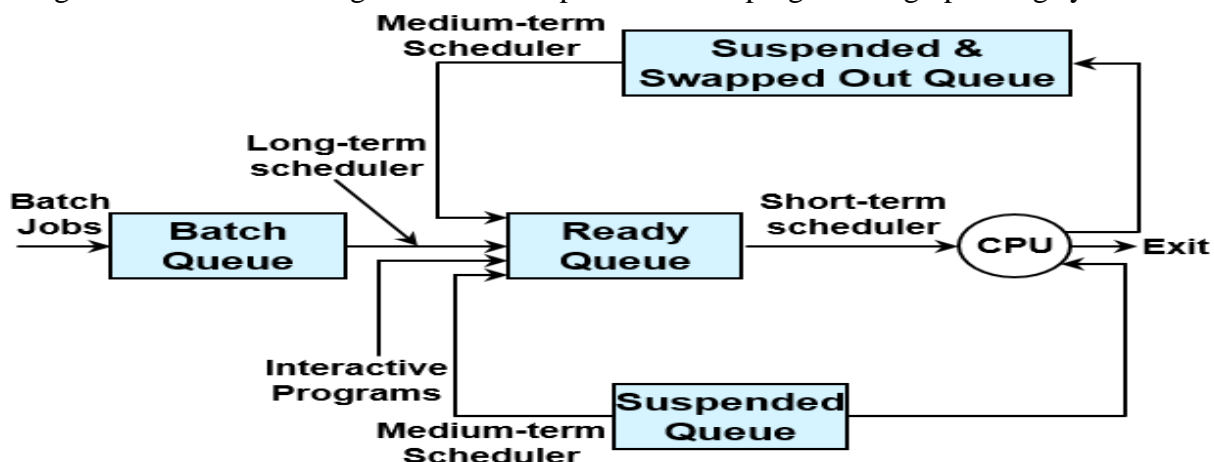 Medium-term
Scheduler
Suspended &
Swapped Out Queue
Long-term
scheduler
Batch
Jobs
Batch
Queue
Ready
Queue
Short-term
scheduler
CPU
Exit
Interactive
Programs
Suspended
Queue
Medium-term
Scheduler